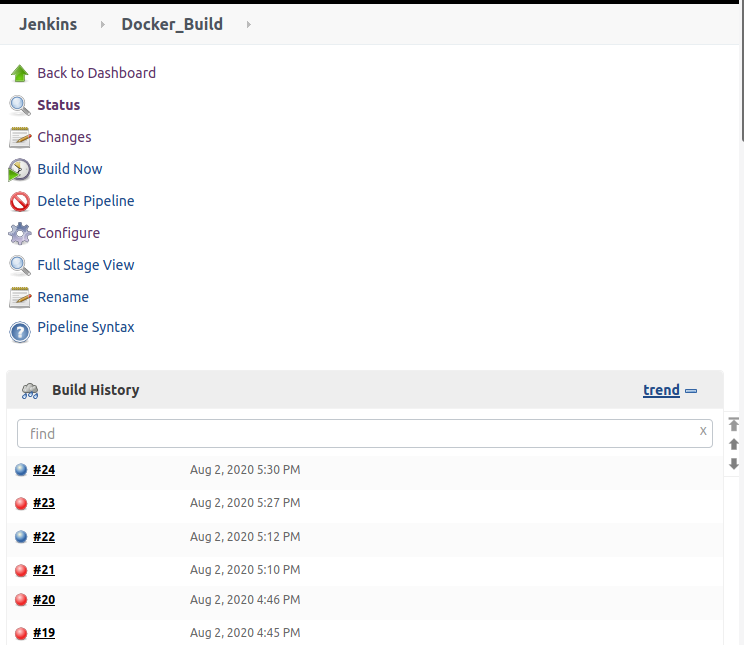 Jenkins Docker_Build
Back to Dashboard
Status
Changes
Build Now
Delete Pipeline
Configure
Full Stage View
Rename
? Pipeline Syntax
Build History trend
find x
#24 Aug 2, 2020 5:30 PM
#23 Aug 2, 2020 5:27 PM
#22 Aug 2, 2020 5:12 PM
#21 Aug 2, 2020 5:10 PM
#20 Aug 2, 2020 4:46 PM
#19 Aug 2, 2020 4:45 PM